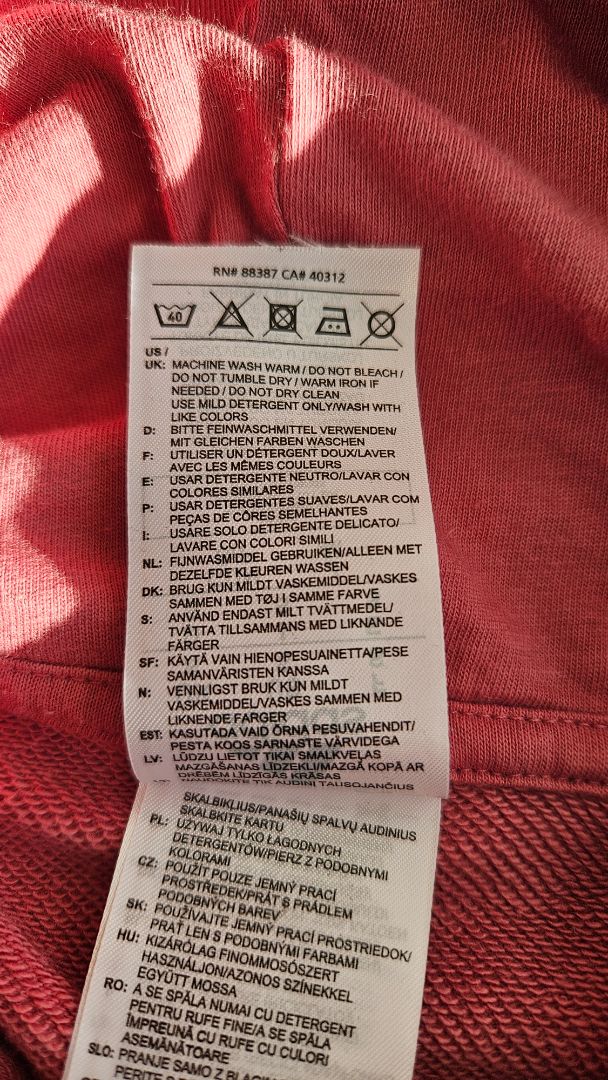 RN# 88387 CA# 40312
40
US /
UK: MACHINE WASH WARM / DO NOT BLEACH /
DO NOT TUMBLE DRY / WARM IRON IF
NEEDED / DO NOT DRY CLEAN
USE MILD DETERGENT ONLY/WASH WITH
LIKE COLORS
D: BITTE FEINWASCHMITTEL VERWENDEN/
MIT GLEICHEN FARBEN WASCHEN
F: UTILISER UN DÉTERGENT DOUX/LAVER
AVEC LES MÊMES COULEURS
E: USAR DETERGENTE NEUTRO/LAVAR CON
COLORES SIMILARES
P: USAR DETERGENTES SUAVES/LAVAR COM
PEÇAS DE CÔRES SEMELHANTES
I: USARE SOLO DETERGENTE DELICATO/
LAVARE CON COLORI SIMILI
NL: FIJNWASMIDDEL GEBRUIKEN/ALLEEN MET
DEZELFDE KLEUREN WASSEN
DK: BRUG KUN MILDT VASKEMIDDEL/VASKES
SAMMEN MED TØJ I SAMME FARVE
S: ANVÄND ENDAST MILT TVÄTTMEDEL/
TVÄTTA TILLSAMMANS MED LIKNANDE
FÄRGER
SF: KÄYTÄ VAIN HIENOPESUAINETTA/PESE
SAMANVÄRISTEN KANSSA
N: VENNLIGST BRUK KUN MILDT
VASKEMIDDEL/VASKES SAMMEN MED
LIKNENDE FARGER
EST: KASUTADA VAID ÕRNA PESUVAHENDIT/
PESTA KOOS SARNASTE VÄRVIDEGA
LV: LŪDZU LIETOT TIKAI SMALKVEĻAS
MAZGĀŠANAS LĪDZEKLI/MAZGĀ KOPĀ AR
DRĒBĒM LĪDZĪGĀS KRĀSĀS
NAUDOKITE TIK AUDINĮ TAUSOJANČIUS
SKALBIKLIUS/PANAŠIŲ SPALVŲ AUDINIUS
SKALBKITE KARTU
PL: UŻYWAJ TYLKO ŁAGODNYCH
DETERGENTÓW/PIERZ Z PODOBNYMI
KOLORAMI
CZ: POUŽÍT POUZE JEMNÝ PRACÍ
PROSTŘEDEK/PRÁT S PRÁDLEM
PODOBNÝCH BAREV
SK: POUŽÍVAJTE JEMNÝ PRACÍ PROSTRIEDOK/
PRAŤ LEN S PODOBNÝMI FARBAMI
HU: KIZÁRÓLAG FINOMMOSÓSZERT
HASZNÁLJON/AZONOS SZÍNEKKEL
EGYÜTT MOSSA
RO: A SE SPĂLA NUMAI CU DETERGENT
PENTRU RUFE FINE/A SE SPĂLA
ÎMPREUNĂ CU RUFE CU CULORI
ASEMĂNĂTOARE
SLO: PRANJE SAMO Z